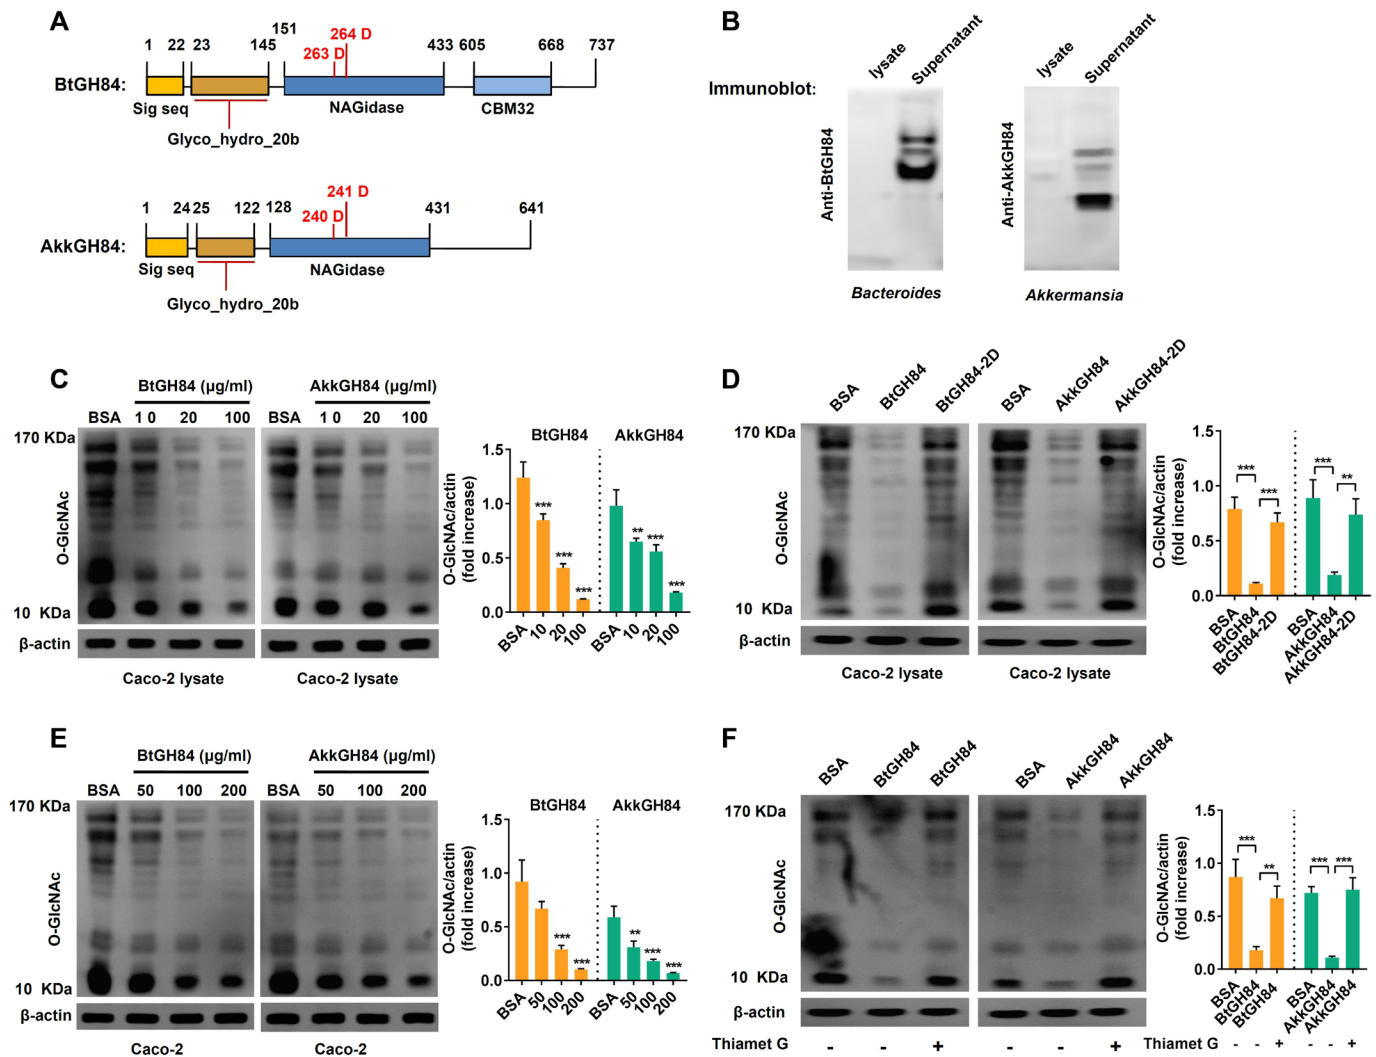 A
1 22 23 145 151 263 D 264 D 433 605 668 737
BtGH84:
Sig seq
NAGidase
CBM32
Glyco_hydro_20b
1 24 25 122 128 240 D 241 D 431 641
AkkGH84:
Sig seq
NAGidase
Glyco_hydro_20b
B
lysate
Supernatant
lysate
Supernatant
Immunoblot:
Anti-BtGH84
Anti-AkkGH84
Bacteroides
Akkermansia
C
BtGH84 (μg/ml)
AkkGH84 (μg/ml)
BSA 1 0 20 100
BSA 1 0 20 100
170 KDa
O-GlcNAc
10 KDa
β-actin
Caco-2 lysate
Caco-2 lysate
BtGH84
AkkGH84
O-GlcNAc/actin
(fold increase)
1.5
1.0
0.5
0.0
***
***
***
**
***
***
BSA 10 20 100
BSA 10 20 100
D
BSA
BtGH84
BtGH84-2D
BSA
AkkGH84
AkkGH84-2D
170 KDa
O-GlcNAc
10 KDa
β-actin
Caco-2 lysate
Caco-2 lysate
O-GlcNAc/actin
(fold increase)
1.5
1.0
0.5
0.0
***
***
***
**
BSA
BtGH84
BtGH84-2D
BSA
AkkGH84
AkkGH84-2D
E
BtGH84 (μg/ml)
AkkGH84 (μg/ml)
BSA 50 100 200
BSA 50 100 200
170 KDa
O-GlcNAc
10 KDa
β-actin
Caco-2
Caco-2
BtGH84
AkkGH84
O-GlcNAc/actin
(fold increase)
1.5
1.0
0.5
0.0
***
***
**
***
***
BSA 50 100 200
BSA 50 100 200
F
BSA
BtGH84
BtGH84
BSA
AkkGH84
AkkGH84
170 KDa
O-GlcNAc
10 KDa
β-actin
Thiamet G - - + - - +
O-GlcNAc/actin
(fold increase)
1.5
1.0
0.5
0.0
***
**
***
***
BSA
BtGH84
BtGH84
BSA
AkkGH84
AkkGH84
Thiamet G - - + - - +